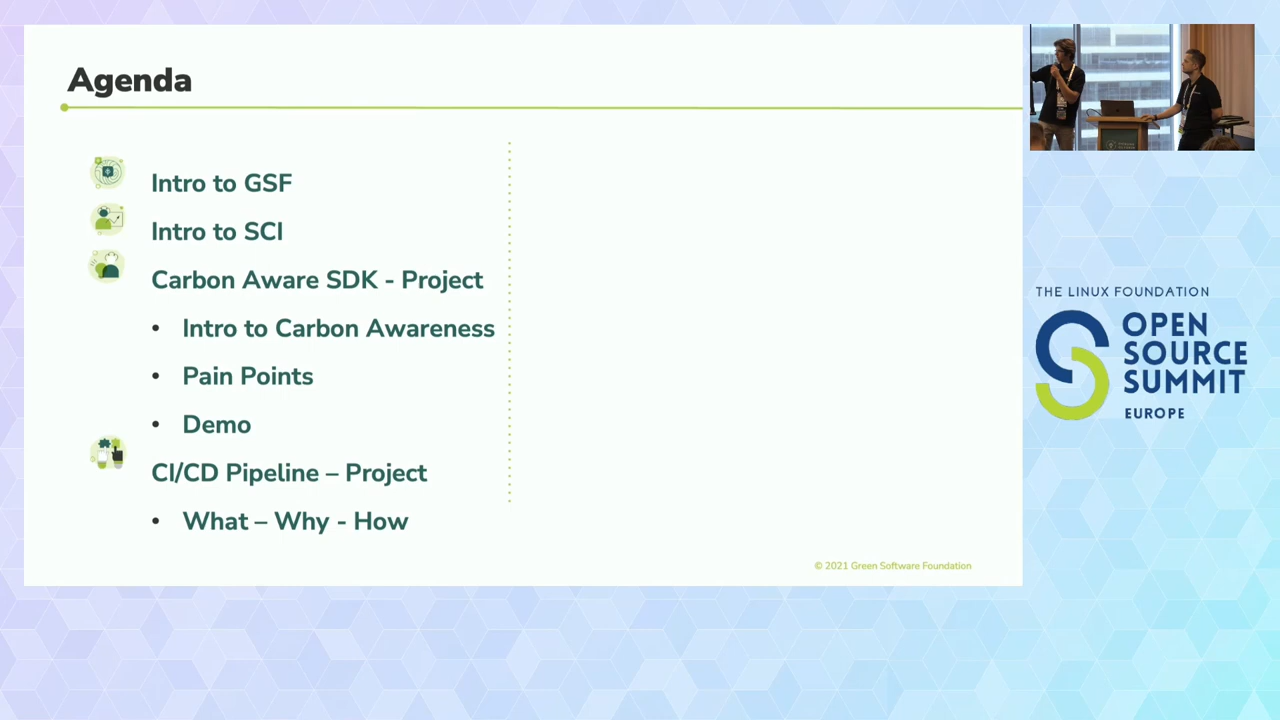 Agenda
Intro to GSF
Intro to SCI
Carbon Aware SDK - Project
• Intro to Carbon Awareness
• Pain Points
• Demo
CI/CD Pipeline – Project
• What – Why - How
© 2021 Green Software Foundation
THE LINUX FOUNDATION
OPEN
SOURCE
SUMMIT
EUROPE